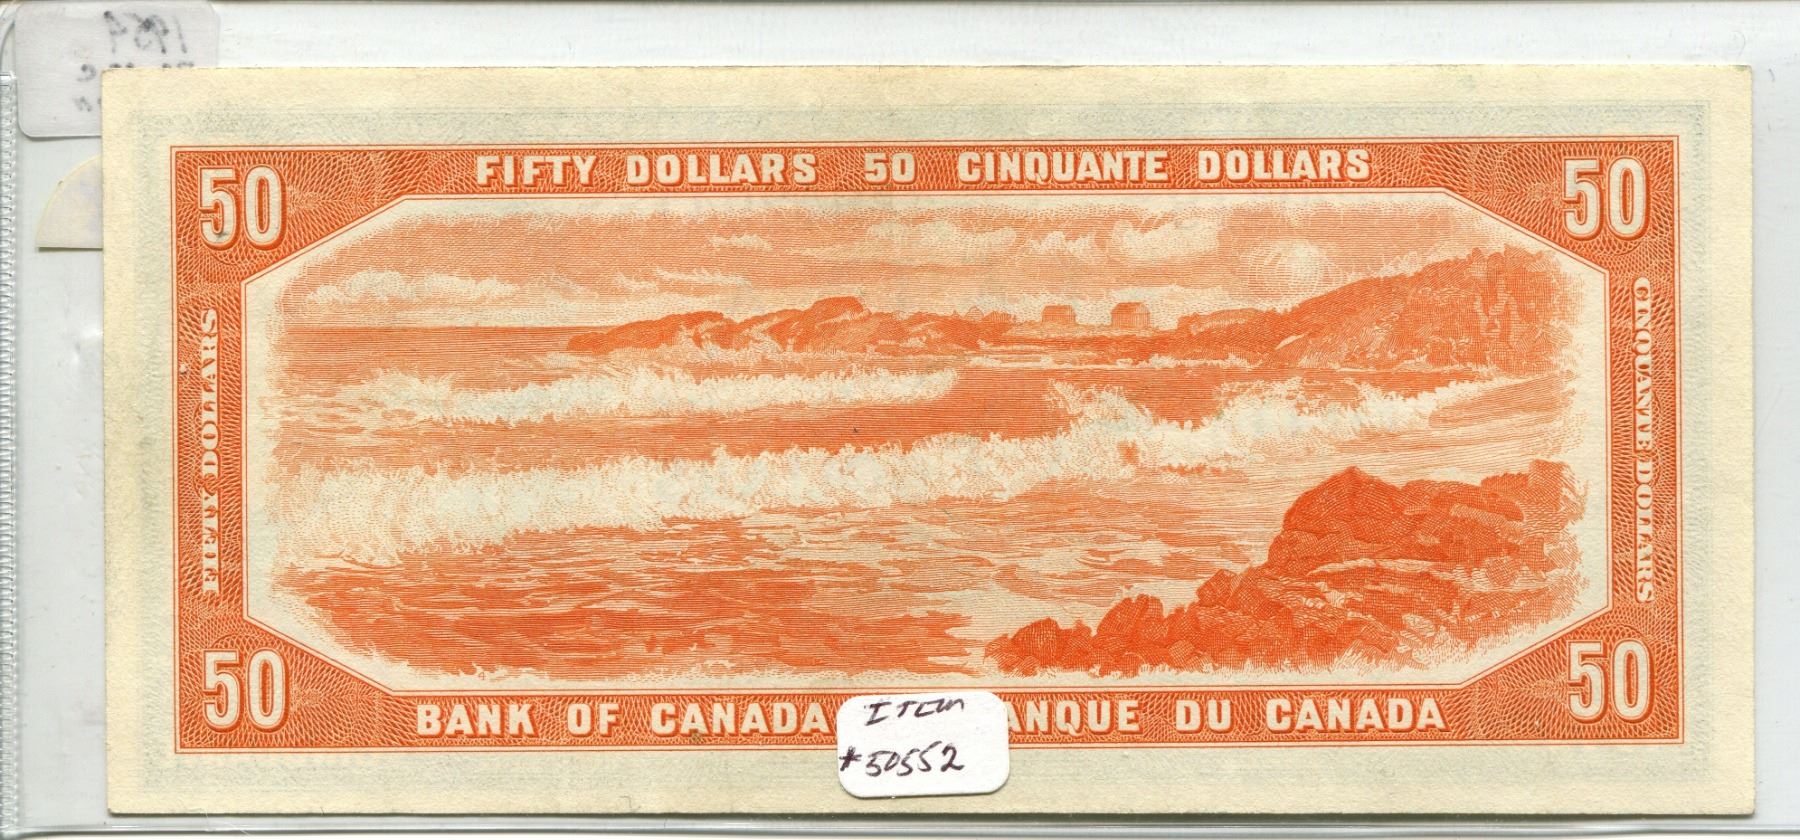 50
FIFTY DOLLARS 50 CINQUANTE DOLLARS
50
FIFTY DOLLARS
CINQUANTE DOLLARS
50
BANK OF CANADA
ANQUE DU CANADA
50
ITEM
#50552
1954